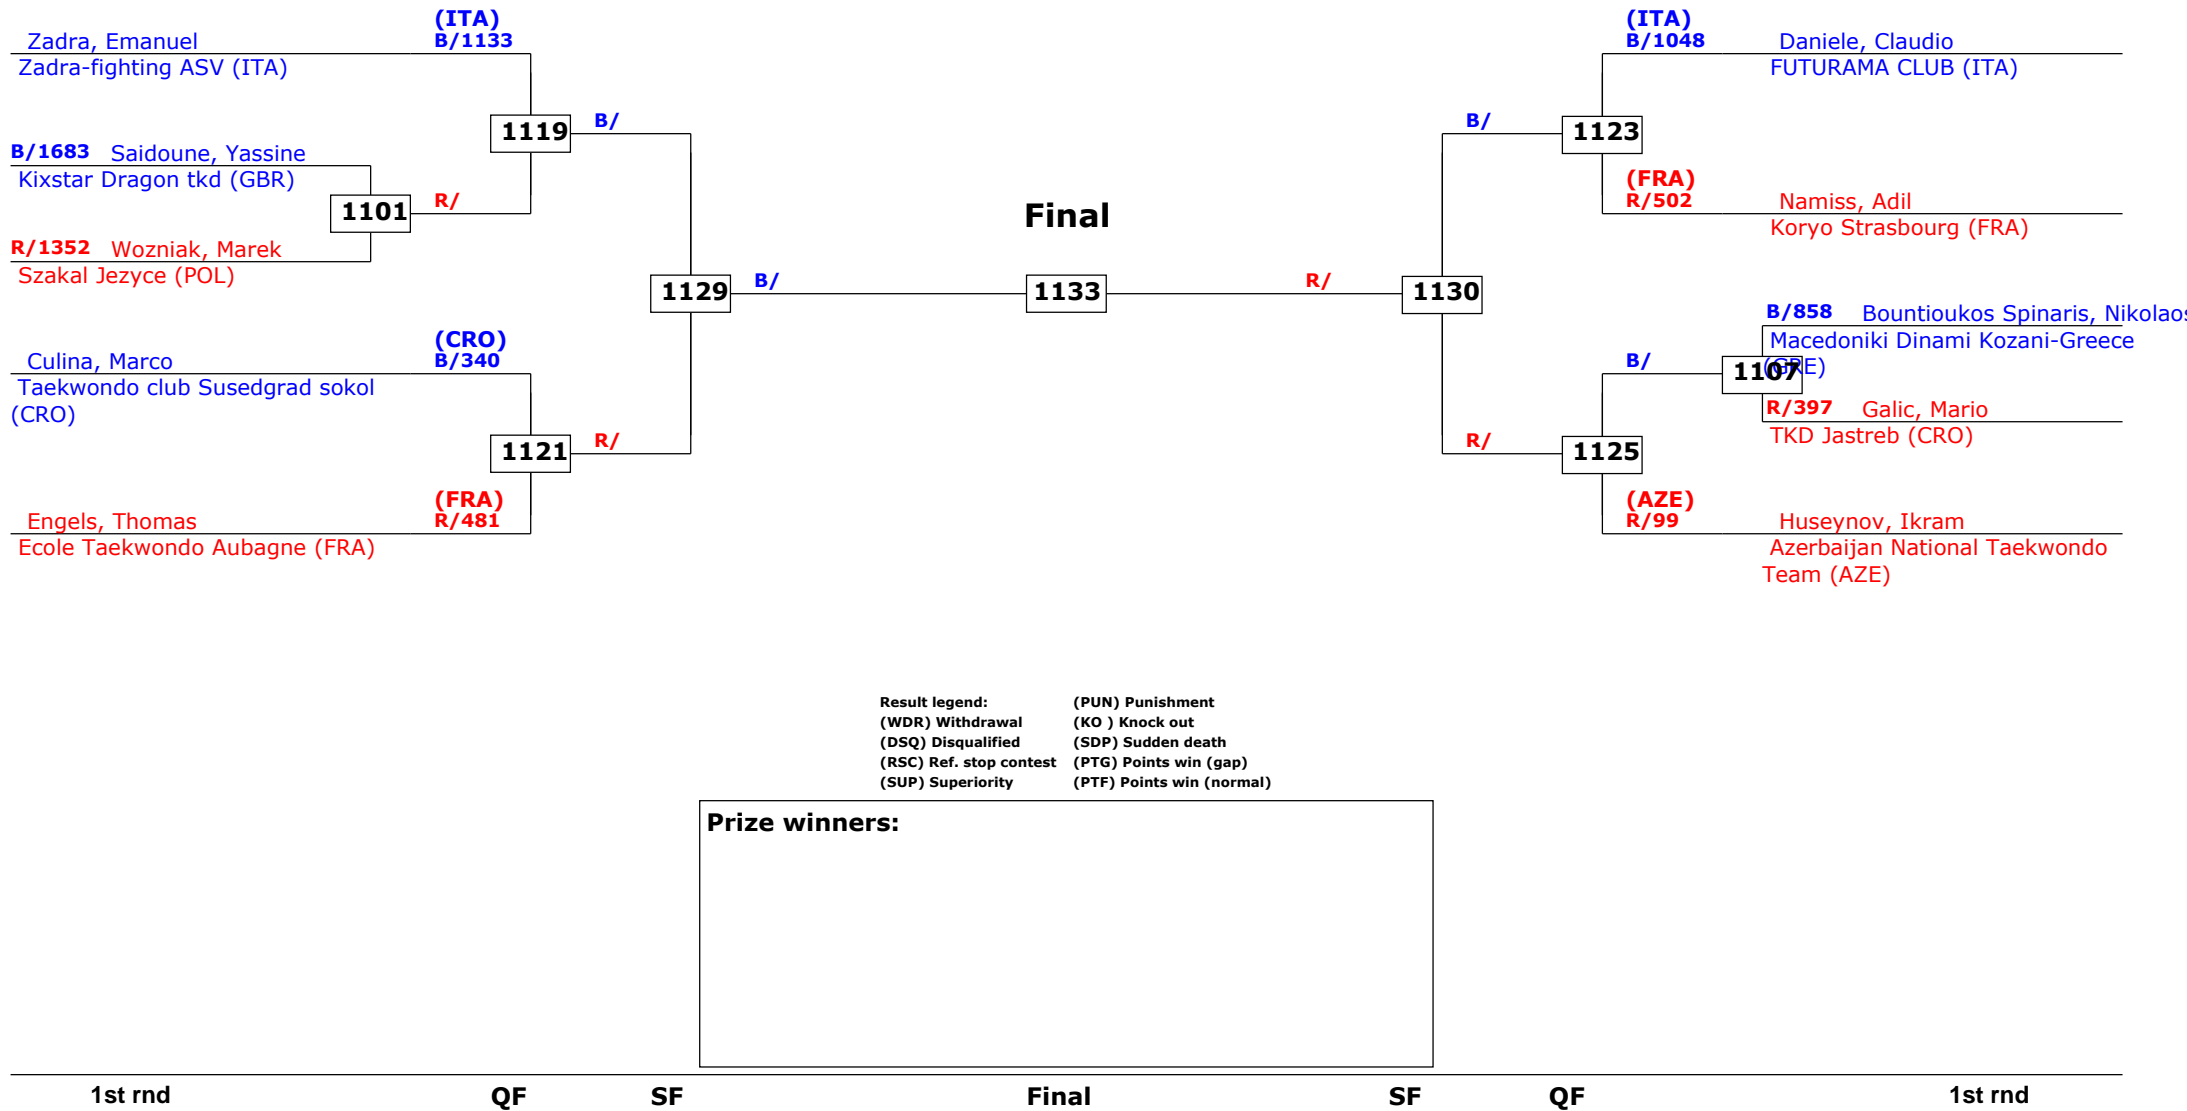 (ITA)
Zadra, Emanuel B/1133
Zadra-fighting ASV (ITA)
1119 B/
B/1683 Saidoune, Yassine
Kixstar Dragon tkd (GBR)
1101 R/
R/1352 Wozniak, Marek
Szakal Jezyce (POL)
1129 B/
(CRO)
Culina, Marco B/340
Taekwondo club Susedgrad sokol
(CRO)
1121 R/
(FRA)
Engels, Thomas R/481
Ecole Taekwondo Aubagne (FRA)
Final
1133
(ITA)
B/1048 Daniele, Claudio
FUTURAMA CLUB (ITA)
B/ 1123
(FRA)
R/502 Namiss, Adil
Koryo Strasbourg (FRA)
R/ 1130
B/858 Bountioukos Spinaris, Nikolaos
Macedoniki Dinami Kozani-Greece
(GRE)
B/ 1107
R/397 Galic, Mario
TKD Jastreb (CRO)
R/ 1125
(AZE)
R/99 Huseynov, Ikram
Azerbaijan National Taekwondo
Team (AZE)
Result legend: (PUN) Punishment
(WDR) Withdrawal (KO ) Knock out
(DSQ) Disqualified (SDP) Sudden death
(RSC) Ref. stop contest (PTG) Points win (gap)
(SUP) Superiority (PTF) Points win (normal)
Prize winners:
1st rnd QF SF Final SF QF 1st rnd